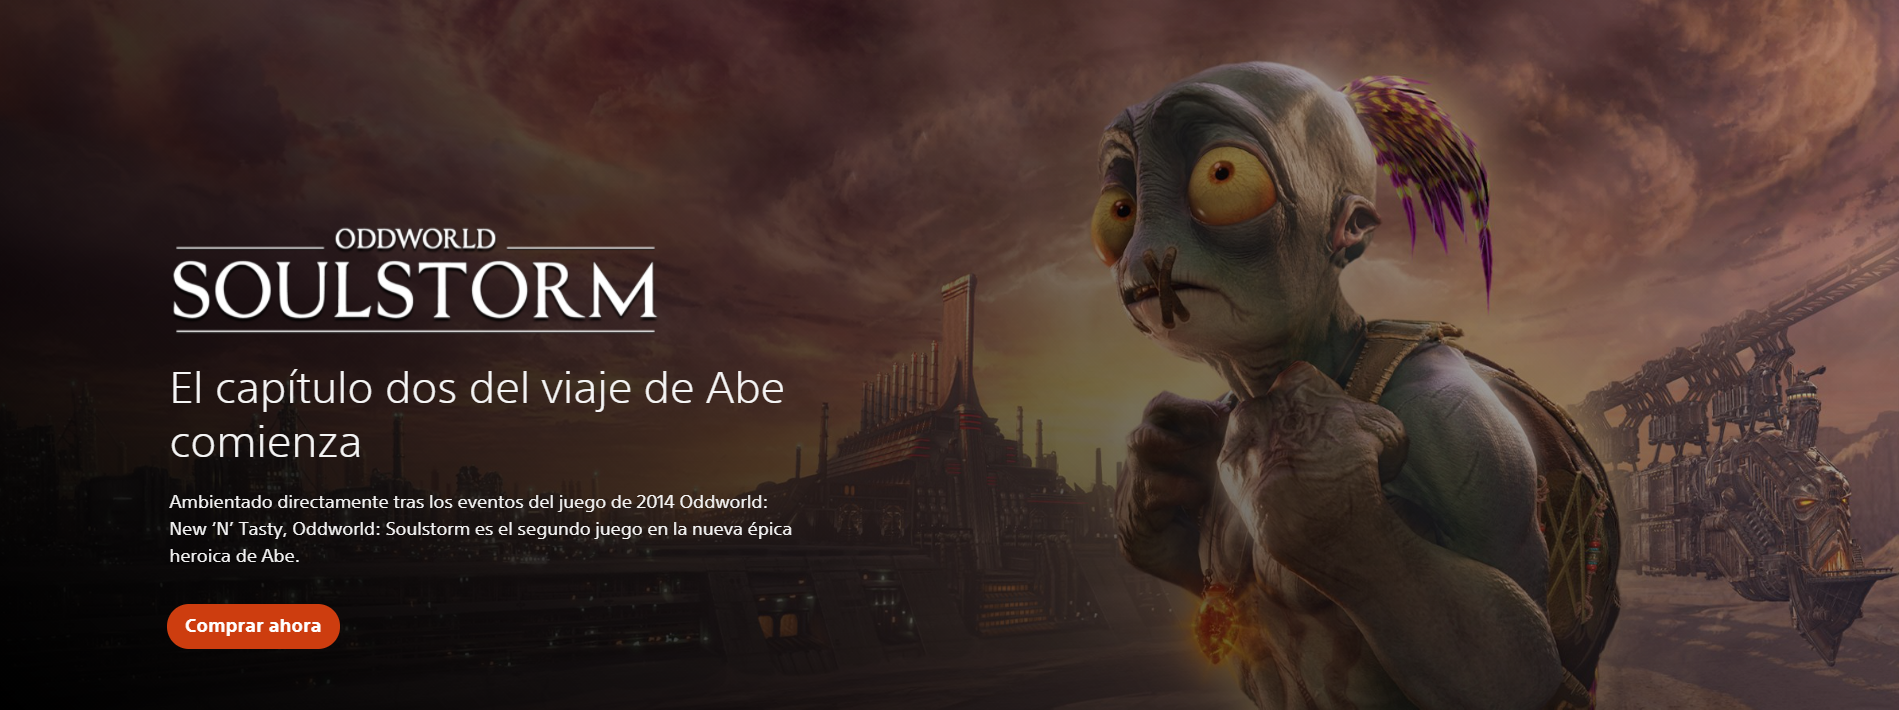 ODDWORLD
SOULSTORM
El capítulo dos del viaje de Abe
comienza
Ambientado directamente tras los eventos del juego de 2014 Oddworld:
New ’N’ Tasty, Oddworld: Soulstorm es el segundo juego en la nueva épica
heroica de Abe.
Comprar ahora